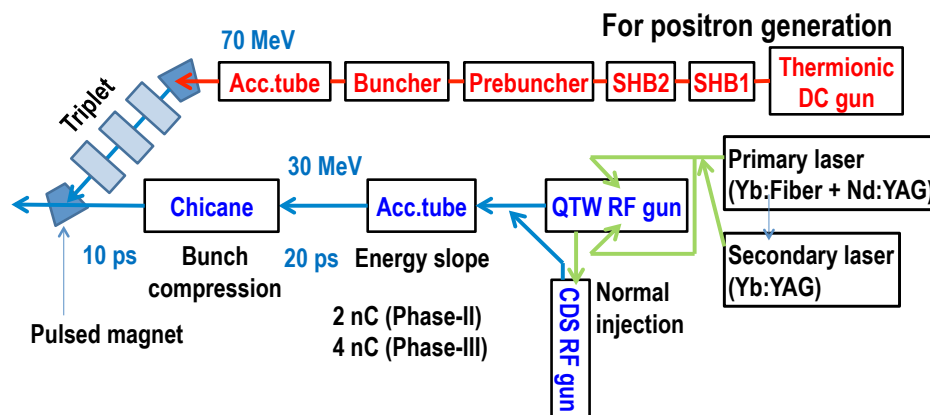 For positron generation
70 MeV
Acc.tube
Buncher
Prebuncher
SHB2
SHB1
Thermionic
DC gun
Triplet
30 MeV
Primary laser
(Yb:Fiber + Nd:YAG)
Chicane
Acc.tube
QTW RF gun
10 ps
Bunch
compression
20 ps
Energy slope
Secondary laser
(Yb:YAG)
CDS RF gun
Normal
injection
2 nC (Phase-II)
4 nC (Phase-III)
Pulsed magnet